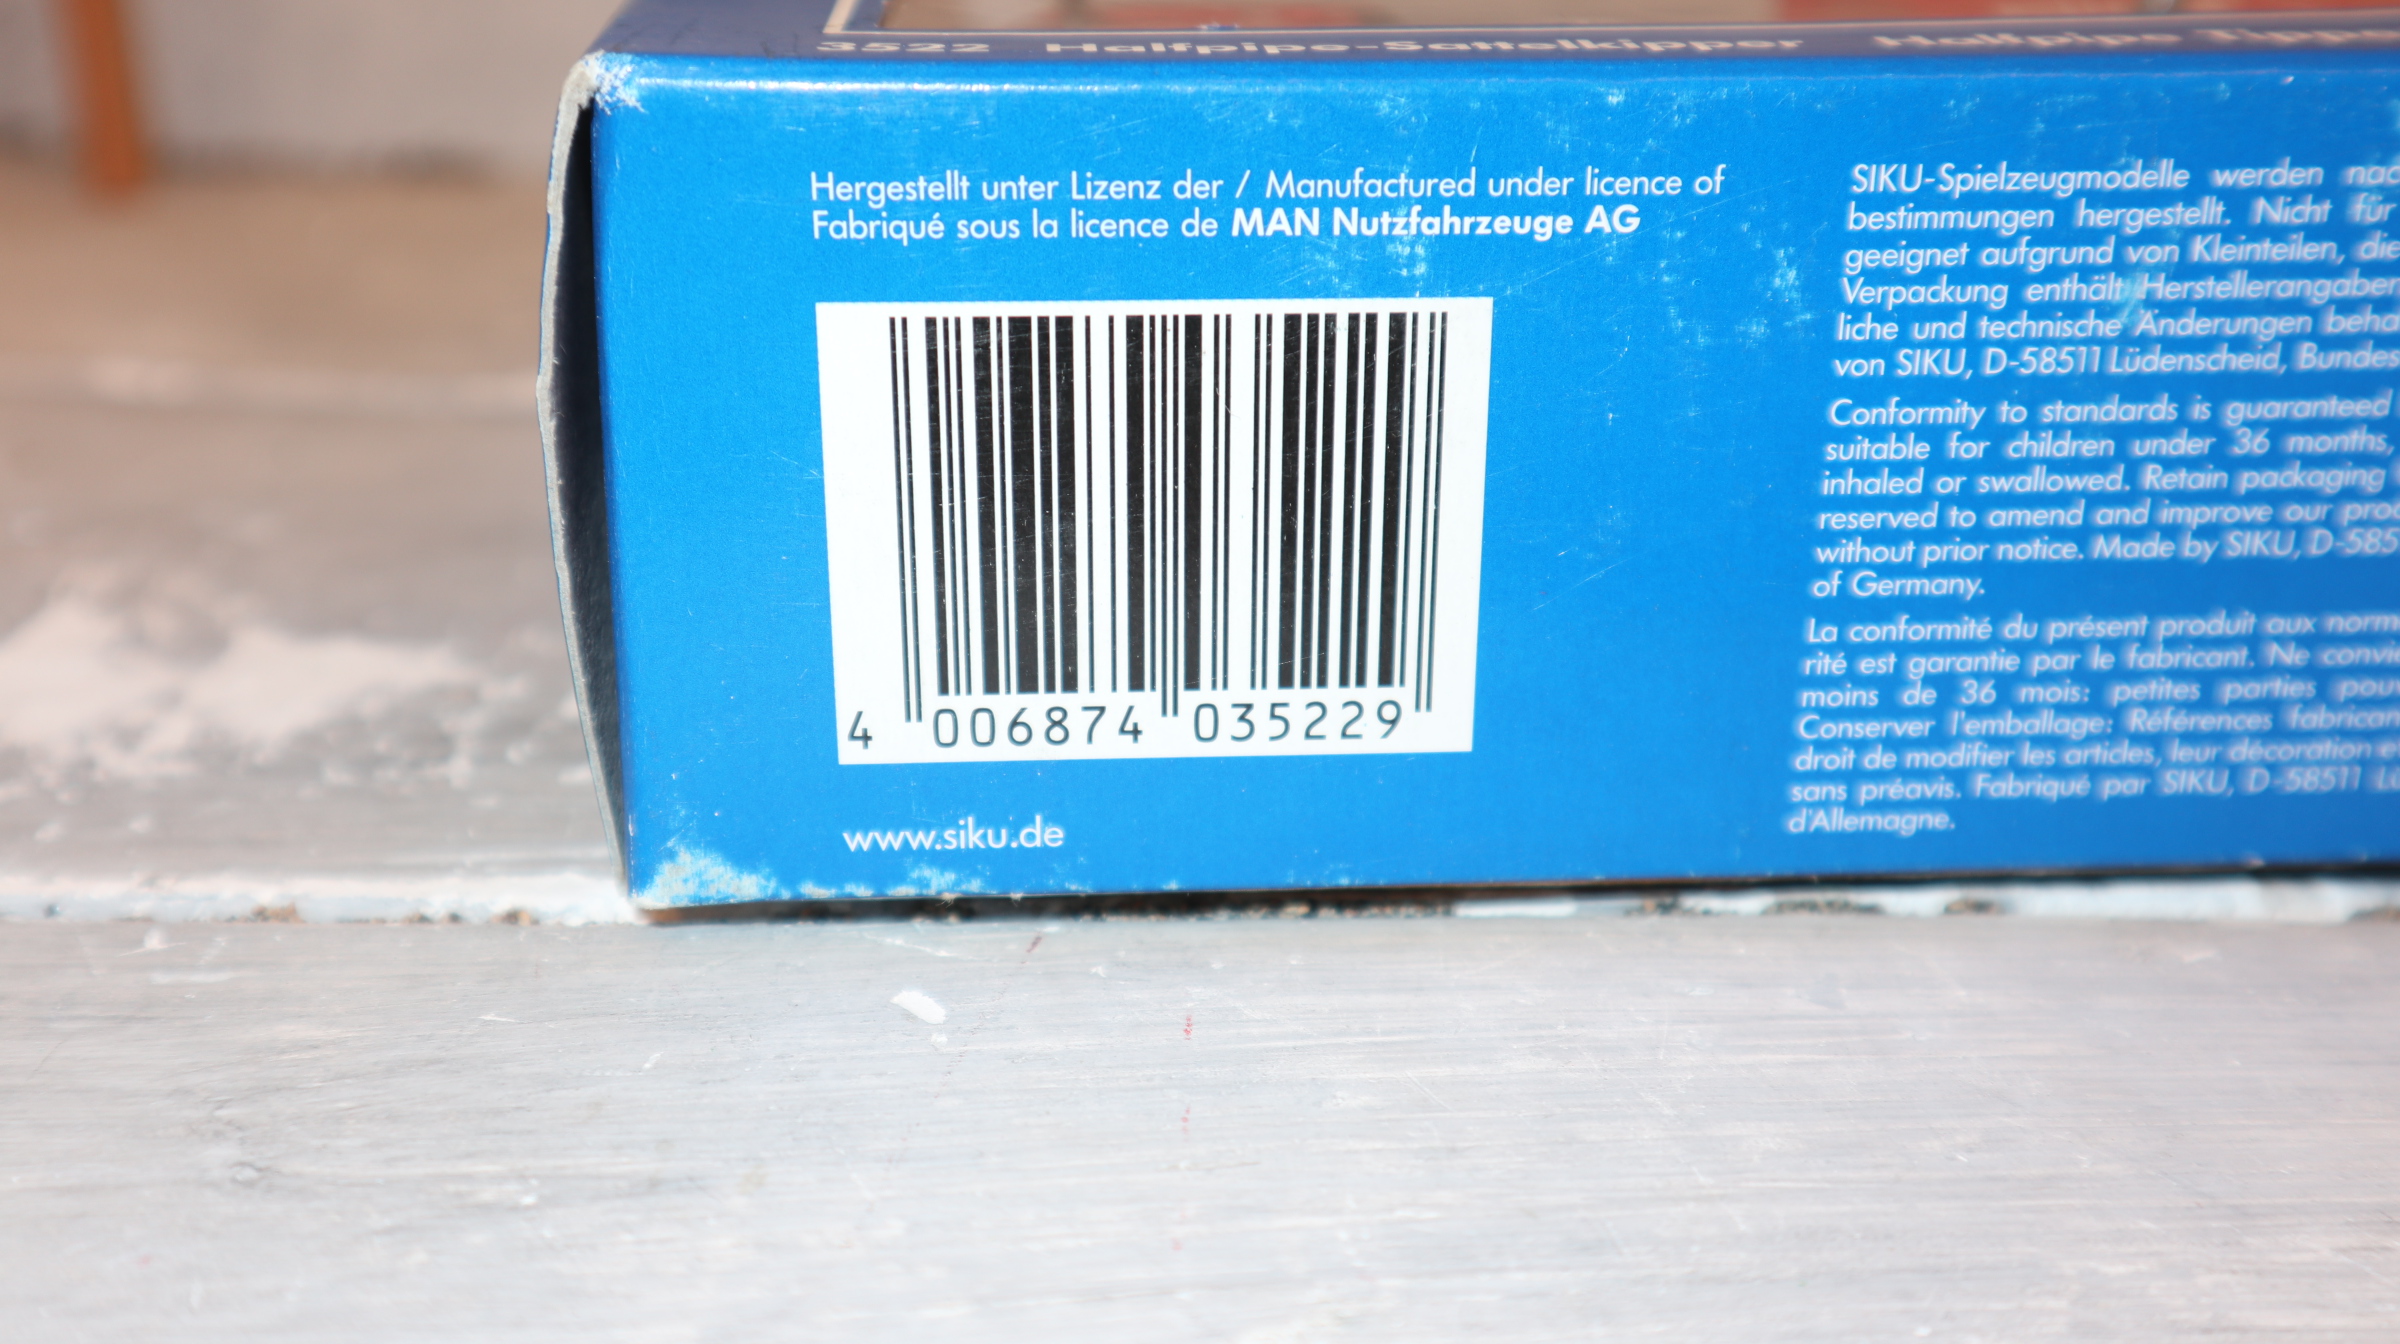 3522 Halfpipe-Sattelkipper Halfpipe
Hergestellt unter Lizenz der / Manufactured under licence of
Fabriqué sous la licence de MAN Nutzfahrzeuge AG
4 006874 035229
www.siku.de
SIKU-Spielzeugmodelle werden
bestimmungen hergestellt. Nicht für
geeignet aufgrund von Kleinteilen, die
Verpackung enthält Herstellerangaben
liche und technische Änderungen
von SIKU, D-58511 Lüdenscheid,
Conformity to standards is guaranteed
suitable for children under 36 months,
inhaled or swallowed. Retain packaging
reserved to amend and improve our
without prior notice. Made by SIKU,
of Germany.
La conformité du présent produit aux
rité est garantie par le fabricant. Ne
moins de 36 mois: petites parties
Conserver l'emballage: Références
droit de modifier les articles, leur décoration
sans préavis. Fabriqué par SIKU, D-58511
d'Allemagne.